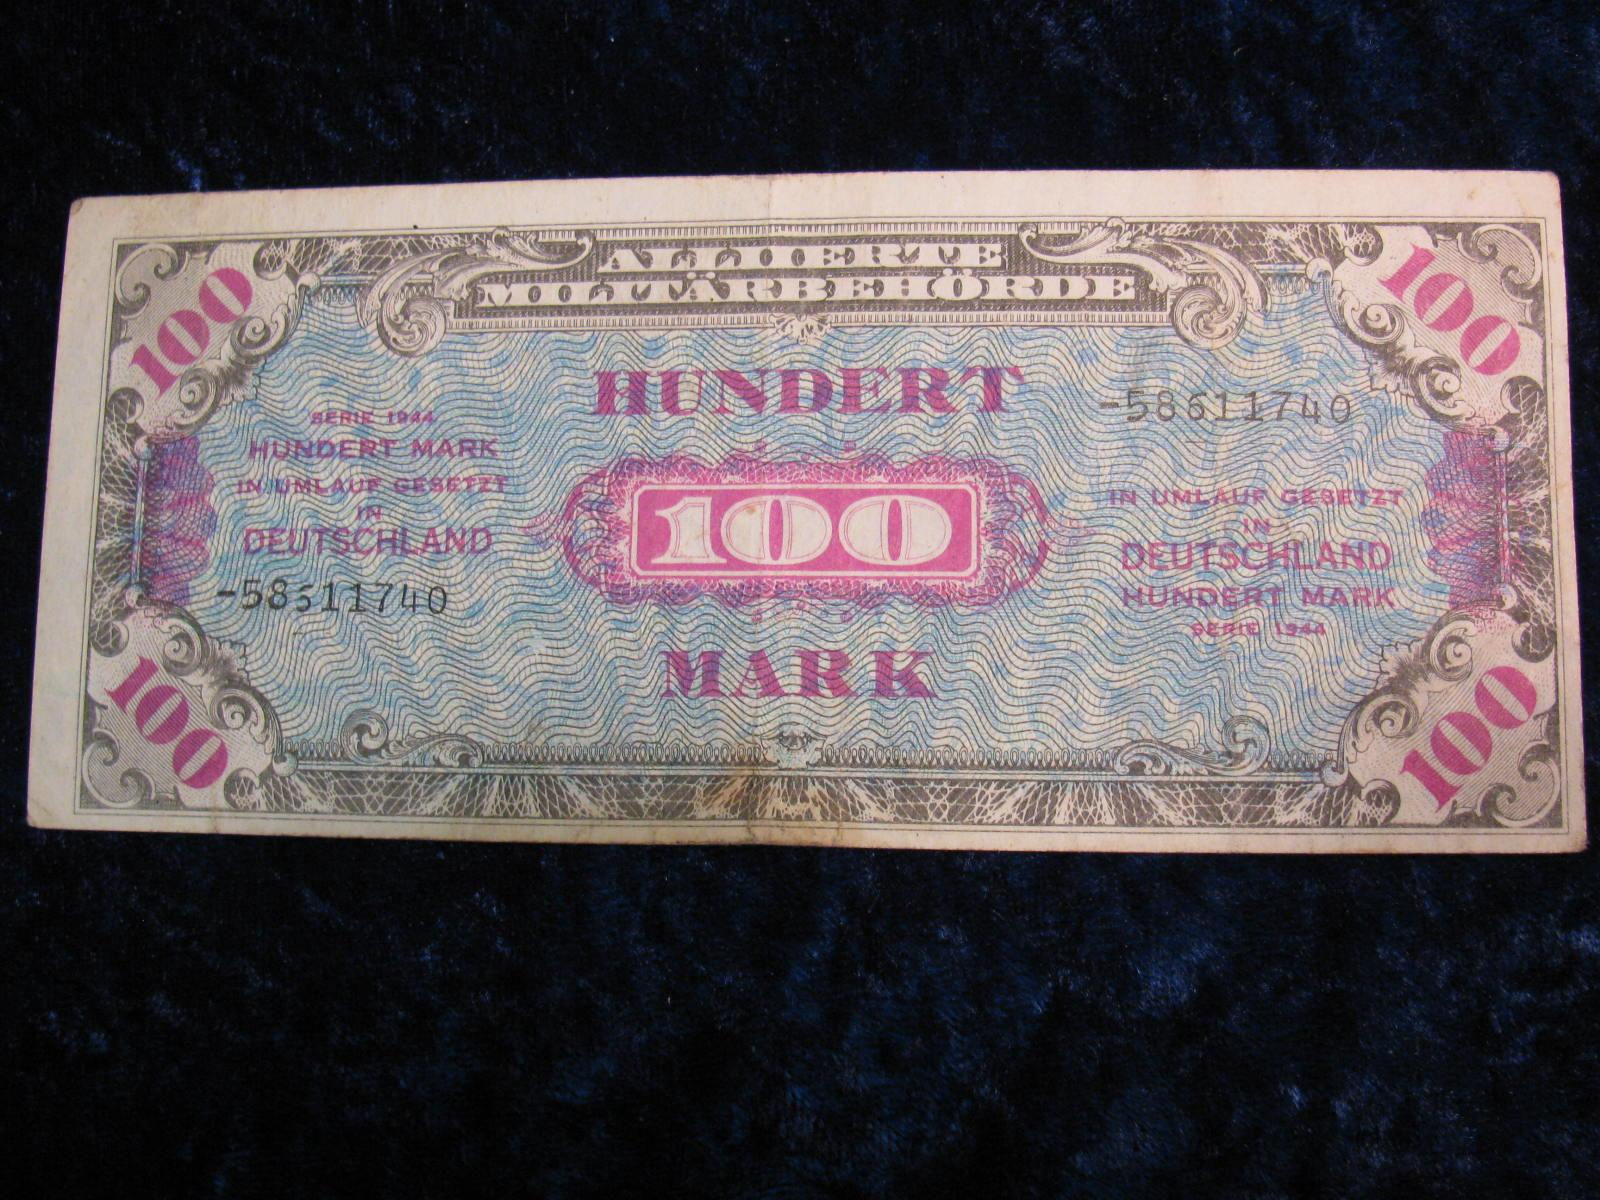 ALLIIERTE
MILITÄRBEHÖRDE
100
100
HUNDERT
SERIE 1944
HUNDERT MARK
IN UMLAUF GESETZT
IN
DEUTSCHLAND
-58511740
100
-58611740
IN UMLAUF GESETZT
IN
DEUTSCHLAND
HUNDERT MARK
SERIE 1944
MARK
100
100